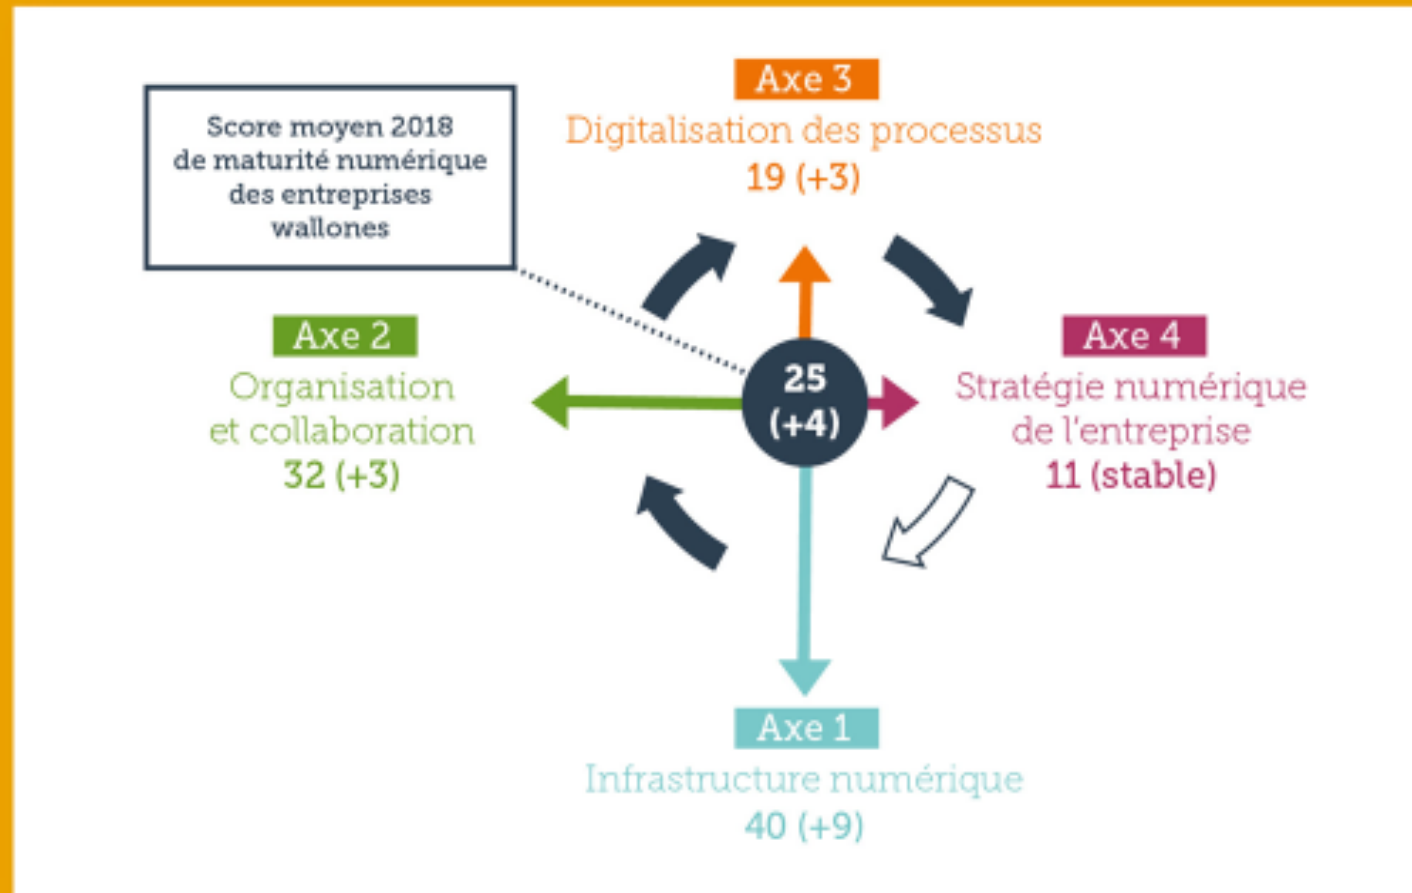 Score moyen 2018
de maturité numérique
des entreprises
wallones
Axe 3
Digitalisation des processus
19 (+3)
Axe 2
Organisation
et collaboration
32 (+3)
25
(+4)
Axe 4
Stratégie numérique
de l'entreprise
11 (stable)
Axe 1
Infrastructure numérique
40 (+9)